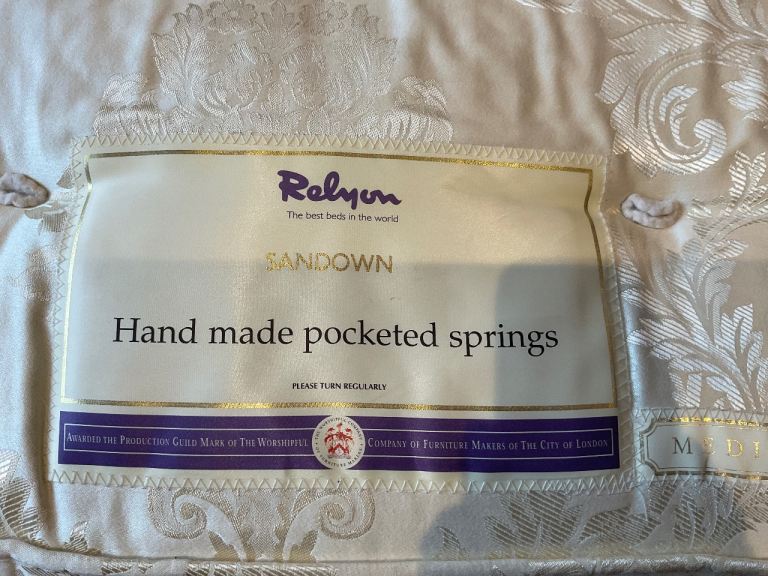 Relyon
The best beds in the world
SANDOWN
Hand made pocketed springs
PLEASE TURN REGULARLY
AWARDED THE PRODUCTION GUILD MARK OF THE WORSHIPFUL COMPANY OF FURNITURE MAKERS OF THE CITY OF LONDON
MEDI